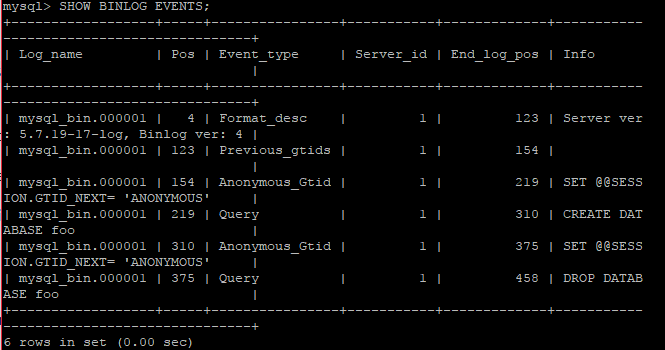 mysql> SHOW BINLOG EVENTS;
+------------------+-----+----------------+-----------+-------------+-----------
--------------------------------+
| Log_name         | Pos | Event_type     | Server_id | End_log_pos | Info
                                |
+------------------+-----+----------------+-----------+-------------+-----------
--------------------------------+
| mysql_bin.000001 |   4 | Format_desc    |         1 |         123 | Server ver
: 5.7.19-17-log, Binlog ver: 4 |
| mysql_bin.000001 | 123 | Previous_gtids |         1 |         154 |
                                |
| mysql_bin.000001 | 154 | Anonymous_Gtid |         1 |         219 | SET @@SESS
ION.GTID_NEXT= 'ANONYMOUS'      |
| mysql_bin.000001 | 219 | Query          |         1 |         310 | CREATE DAT
ABASE foo                       |
| mysql_bin.000001 | 310 | Anonymous_Gtid |         1 |         375 | SET @@SESS
ION.GTID_NEXT= 'ANONYMOUS'      |
| mysql_bin.000001 | 375 | Query          |         1 |         458 | DROP DATAB
ASE foo                         |
+------------------+-----+----------------+-----------+-------------+-----------
--------------------------------+
6 rows in set (0.00 sec)